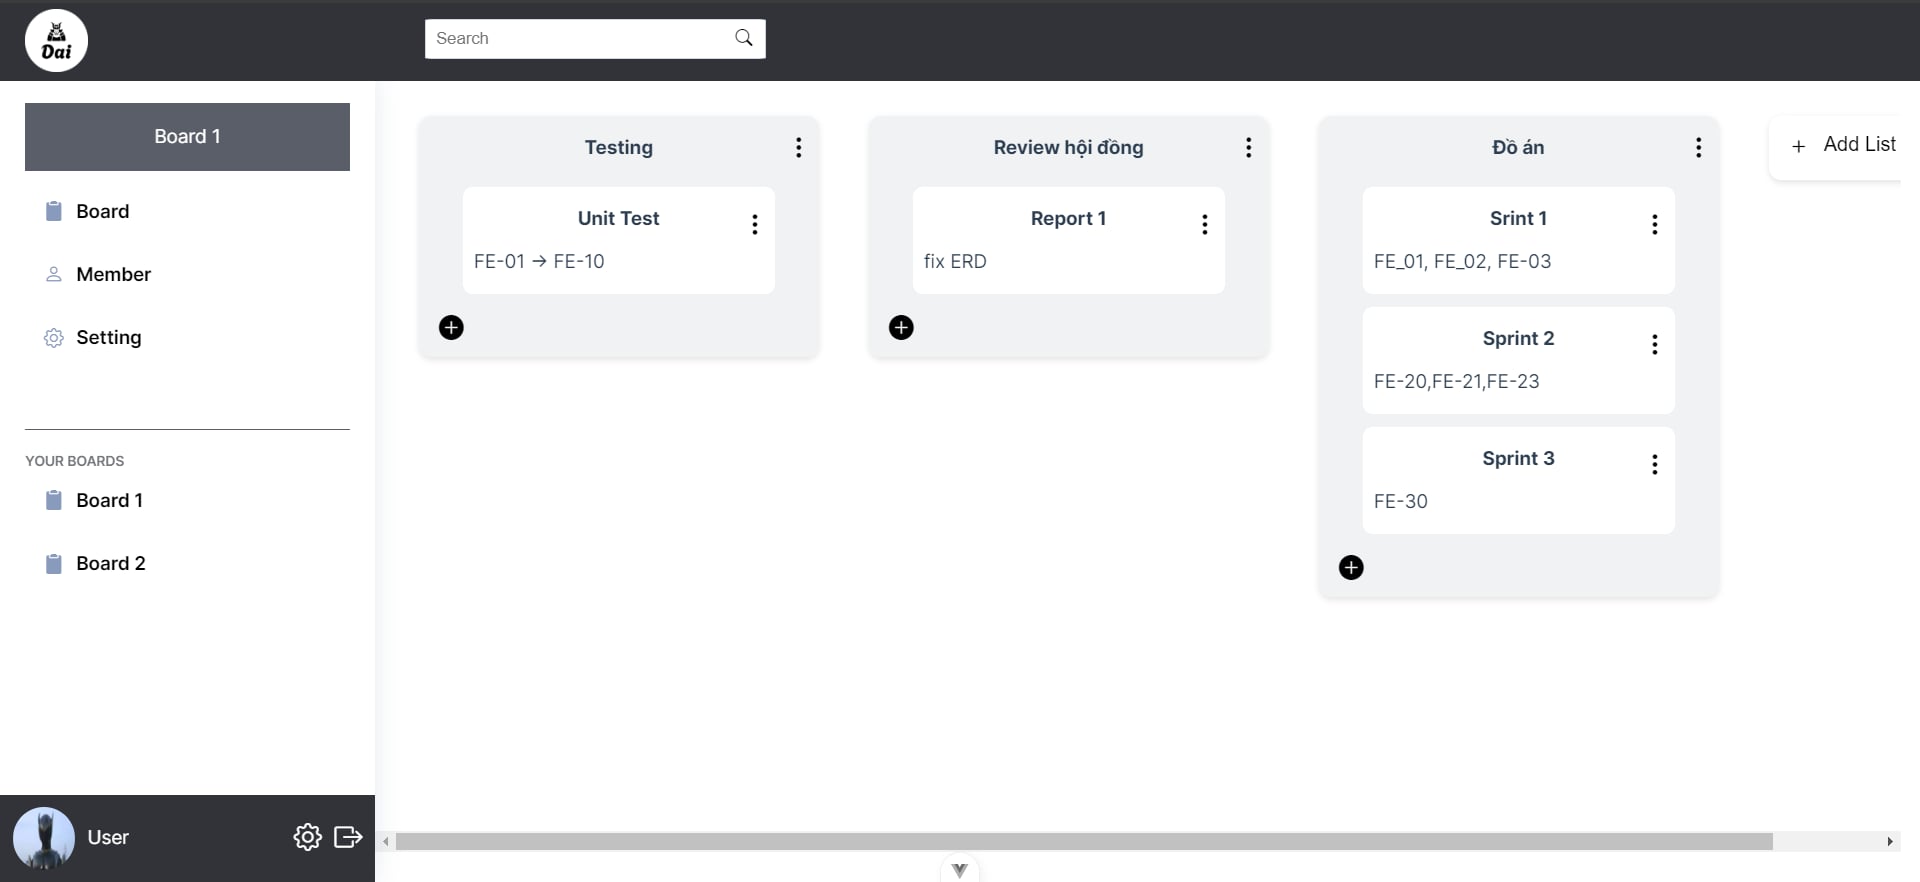 Dai
Search
Board 1
Board
Member
Setting
YOUR BOARDS
Board 1
Board 2
User
Testing
Unit Test
FE-01 → FE-10
Review hội đồng
Report 1
fix ERD
Đồ án
Srint 1
FE_01, FE_02, FE-03
Sprint 2
FE-20,FE-21,FE-23
Sprint 3
FE-30
+ Add List